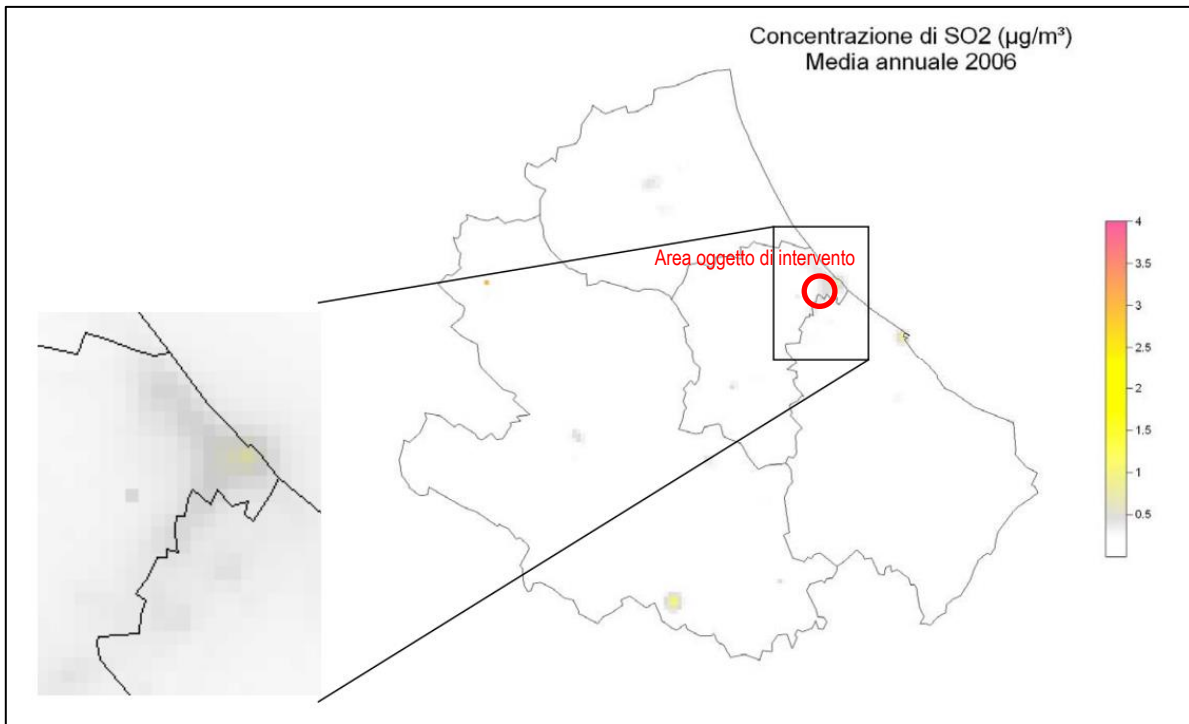 Concentrazione di SO2 (µg/m³)
Media annuale 2006
Area oggetto di intervento
4
3.5
3
2.5
2
1.5
1
0.5